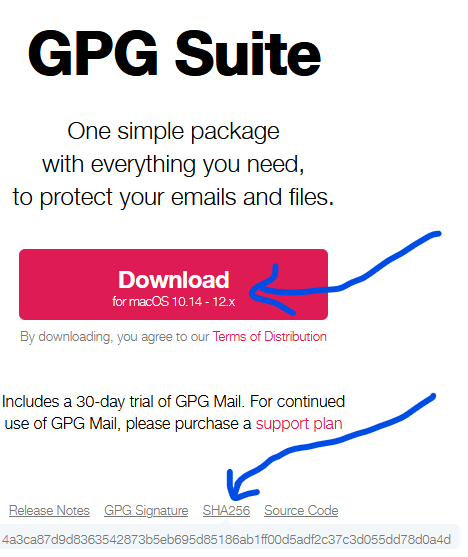 GPG Suite
One simple package
with everything you need,
to protect your emails and files.
Download
for macOS 10.14 - 12.x
By downloading, you agree to our Terms of Distribution
Includes a 30-day trial of GPG Mail. For continued
use of GPG Mail, please purchase a support plan
Release Notes GPG Signature SHA256 Source Code
4a3ca87d9d8363542873b5eb695d85186ab1ff00d5adf2c37c3d055dd78d0a4d